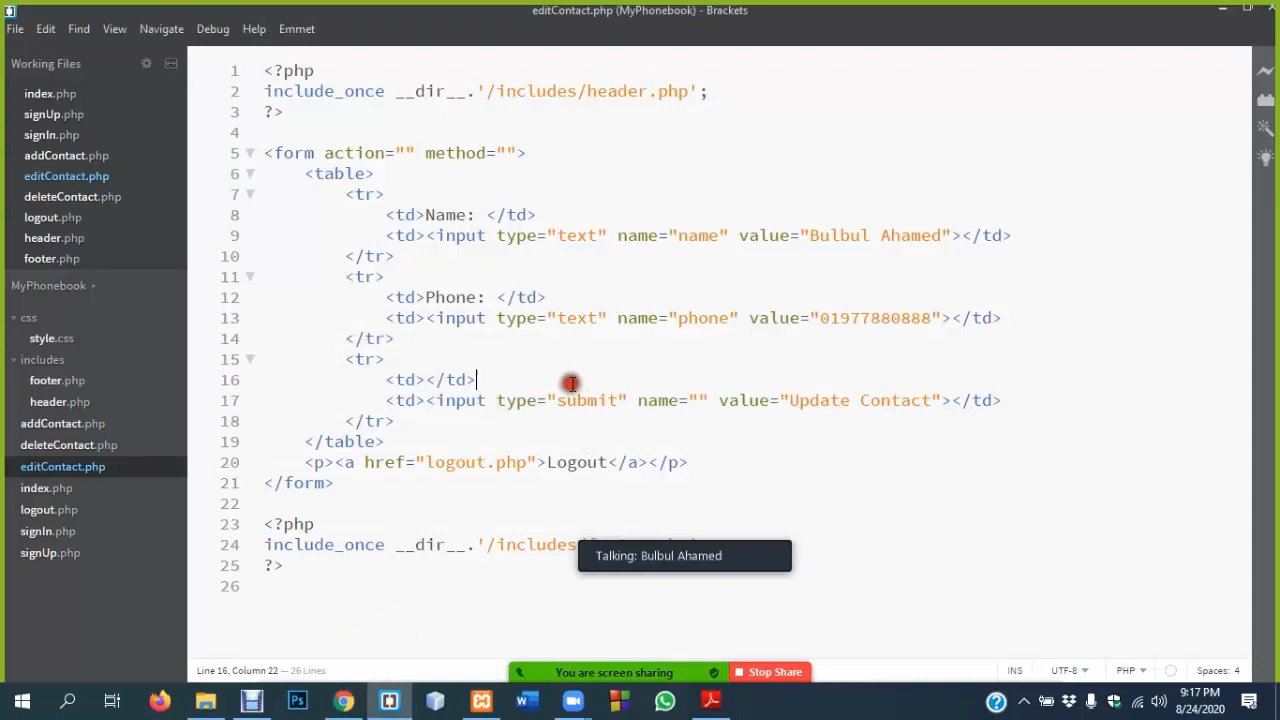 editContact.php (MyPhonebook) - Brackets
File Edit Find View Navigate Debug Help Emmet
Working Files
index.php
signUp.php
signIn.php
addContact.php
editContact.php
deleteContact.php
logout.php
header.php
footer.php
MyPhonebook
css
style.css
includes
footer.php
header.php
addContact.php
deleteContact.php
editContact.php
index.php
logout.php
signIn.php
signUp.php
1 <?php
2 include_once __dir__.'/includes/header.php';
3 ?>
4
5 <form action="" method="">
6 <table>
7 <tr>
8 <td>Name: </td>
9 <td><input type="text" name="name" value="Bulbul Ahamed"></td>
10 </tr>
11 <tr>
12 <td>Phone: </td>
13 <td><input type="text" name="phone" value="01977880888"></td>
14 </tr>
15 <tr>
16 <td></td>
17 <td><input type="submit" name="" value="Update Contact"></td>
18 </tr>
19 </table>
20 <p><a href="logout.php">Logout</a></p>
21 </form>
22
23 <?php
24 include_once __dir__.'/includes
25 ?>
26
Talking: Bulbul Ahamed
Line 16, Column 22 — 26 Lines
INS UTF-8 PHP Spaces: 4
You are screen sharing Stop Share
9:17 PM
8/24/2020